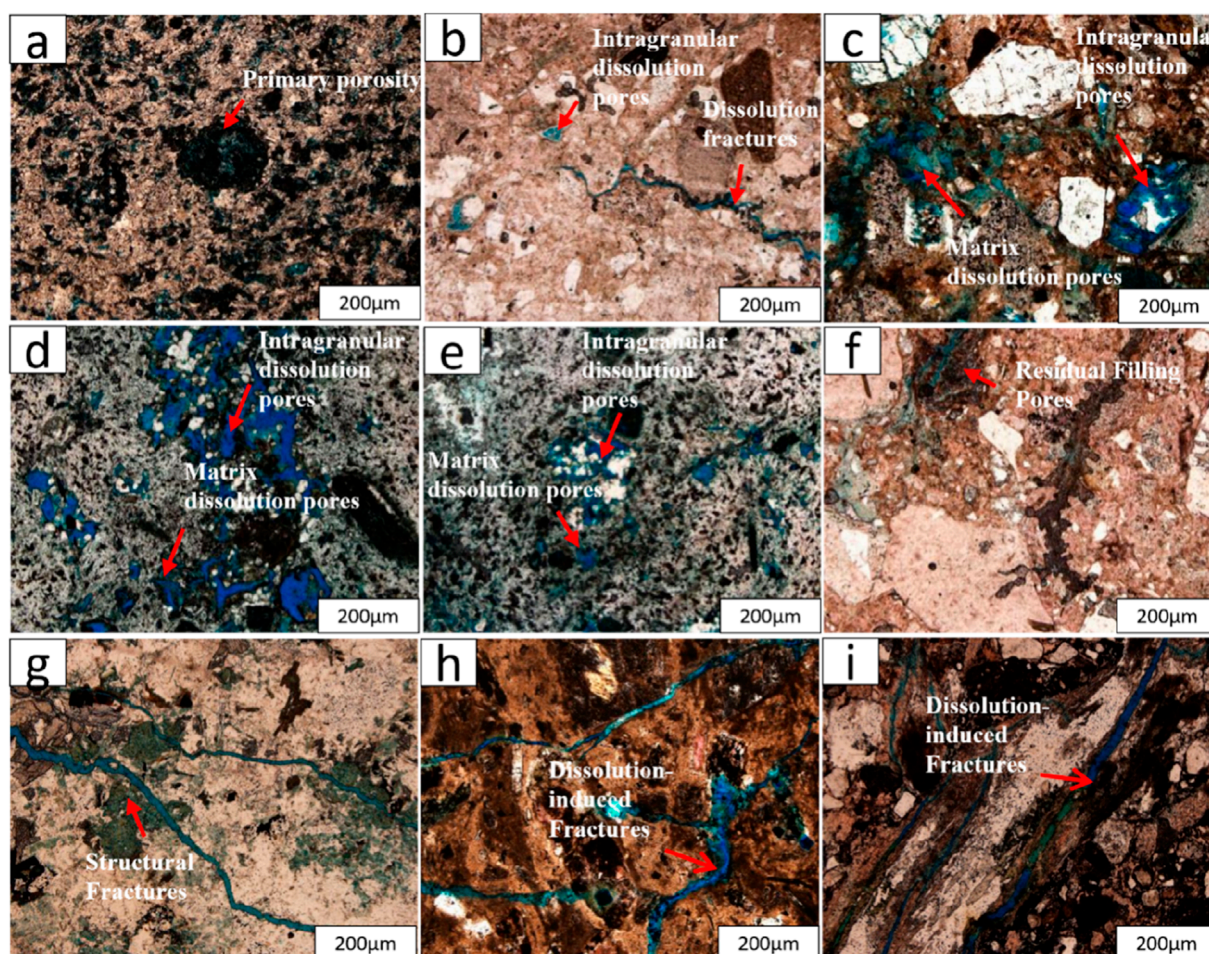 a
Primary porosity
200μm
b
Intragranular
dissolution
pores
Dissolution
fractures
200μm
c
Intragranular
dissolution
pores
Matrix
dissolution pores
200μm
d
Intragranular
dissolution
pores
Matrix
dissolution pores
200μm
e
Intragranular
dissolution
pores
Matrix
dissolution pores
200μm
f
Residual Filling
Pores
200μm
g
Structural
Fractures
200μm
h
Dissolution-
induced
Fractures
200μm
i
Dissolution-
induced
Fractures
200μm